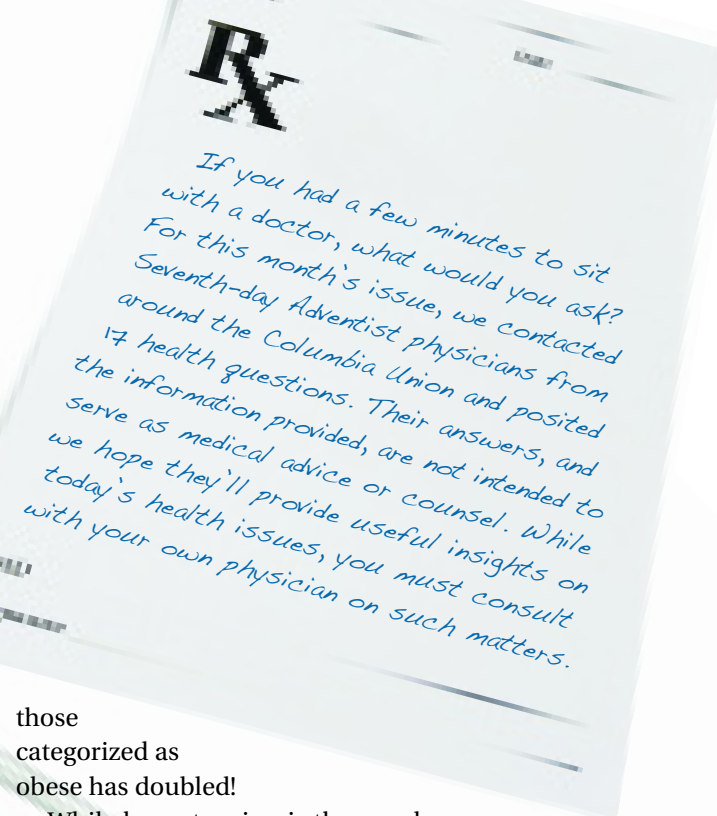 Rx
If you had a few minutes to sit
with a doctor, what would you ask?
For this month's issue, we contacted
Seventh-day Adventist physicians from
around the Columbia Union and posited
17 health questions. Their answers, and
the information provided, are not intended to
serve as medical advice or counsel. While
we hope they'll provide useful insights on
today's health issues, you must consult
with your own physician on such matters.
those
categorized as
obese has doubled!